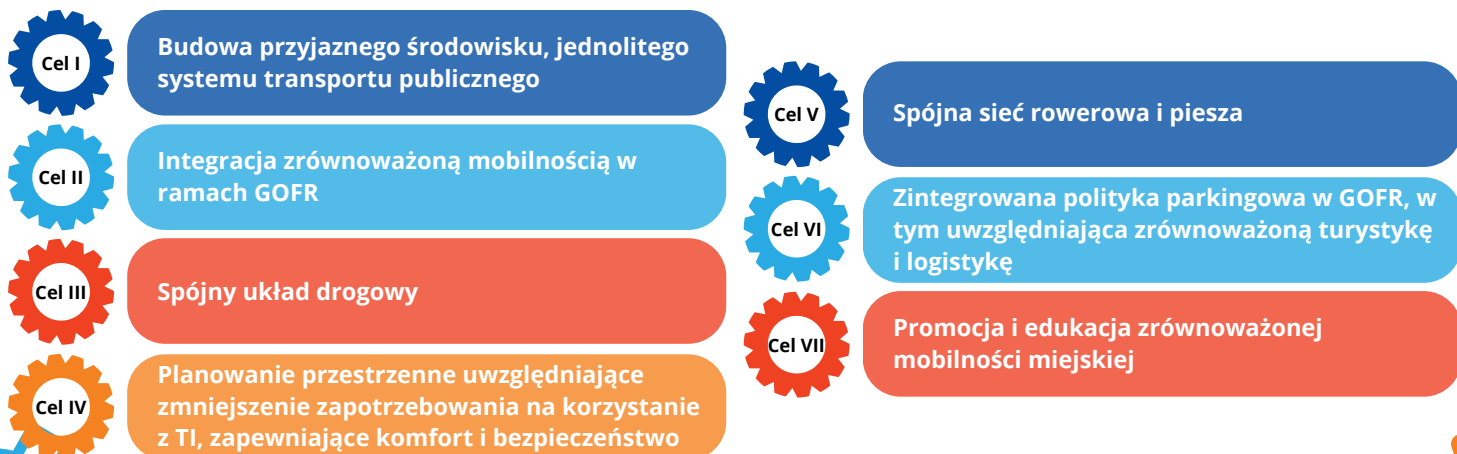 Cel I
Budowa przyjaznego środowisku, jednolitego
systemu transportu publicznego
Cel II
Integracja zrównoważoną mobilnością w
ramach GOFR
Cel III
Spójny układ drogowy
Cel IV
Planowanie przestrzenne uwzględniające
zmniejszenie zapotrzebowania na korzystanie
z TI, zapewniające komfort i bezpieczeństwo
Cel V
Spójna sieć rowerowa i piesza
Cel VI
Zintegrowana polityka parkingowa w GOFR, w
tym uwzględniająca zrównoważoną turystykę
i logistykę
Cel VII
Promocja i edukacja zrównoważonej
mobilności miejskiej